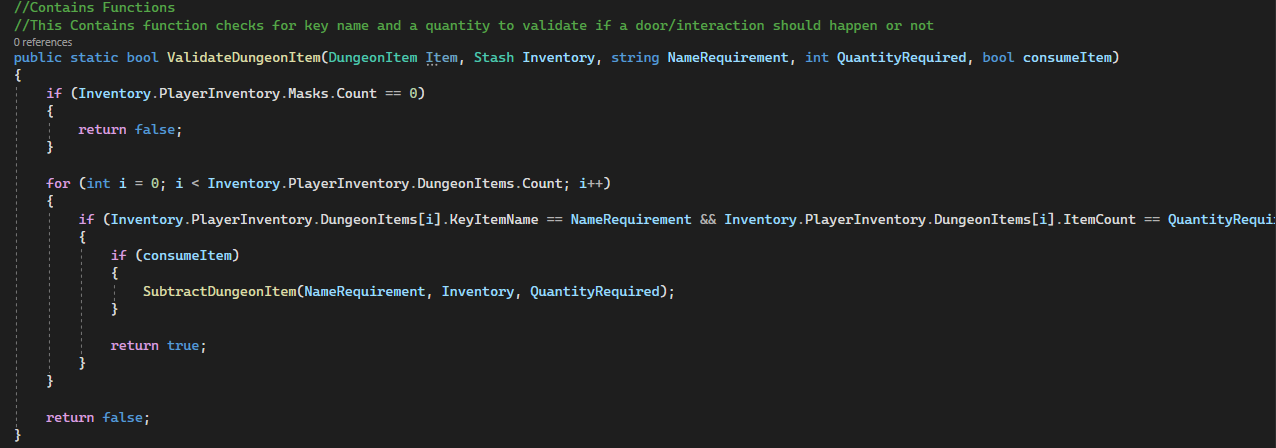 //Contains Functions
//This Contains function checks for key name and a quantity to validate if a door/interaction should happen or not
0 references
public static bool ValidateDungeonItem(DungeonItem Item, Stash Inventory, string NameRequirement, int QuantityRequired, bool consumeItem)
{
if (Inventory.PlayerInventory.Masks.Count == 0)
{
return false;
}
for (int i = 0; i < Inventory.PlayerInventory.DungeonItems.Count; i++)
{
if (Inventory.PlayerInventory.DungeonItems[i].KeyItemName == NameRequirement && Inventory.PlayerInventory.DungeonItems[i].ItemCount == QuantityRequi
{
if (consumeItem)
{
SubtractDungeonItem(NameRequirement, Inventory, QuantityRequired);
}
return true;
}
}
return false;
}